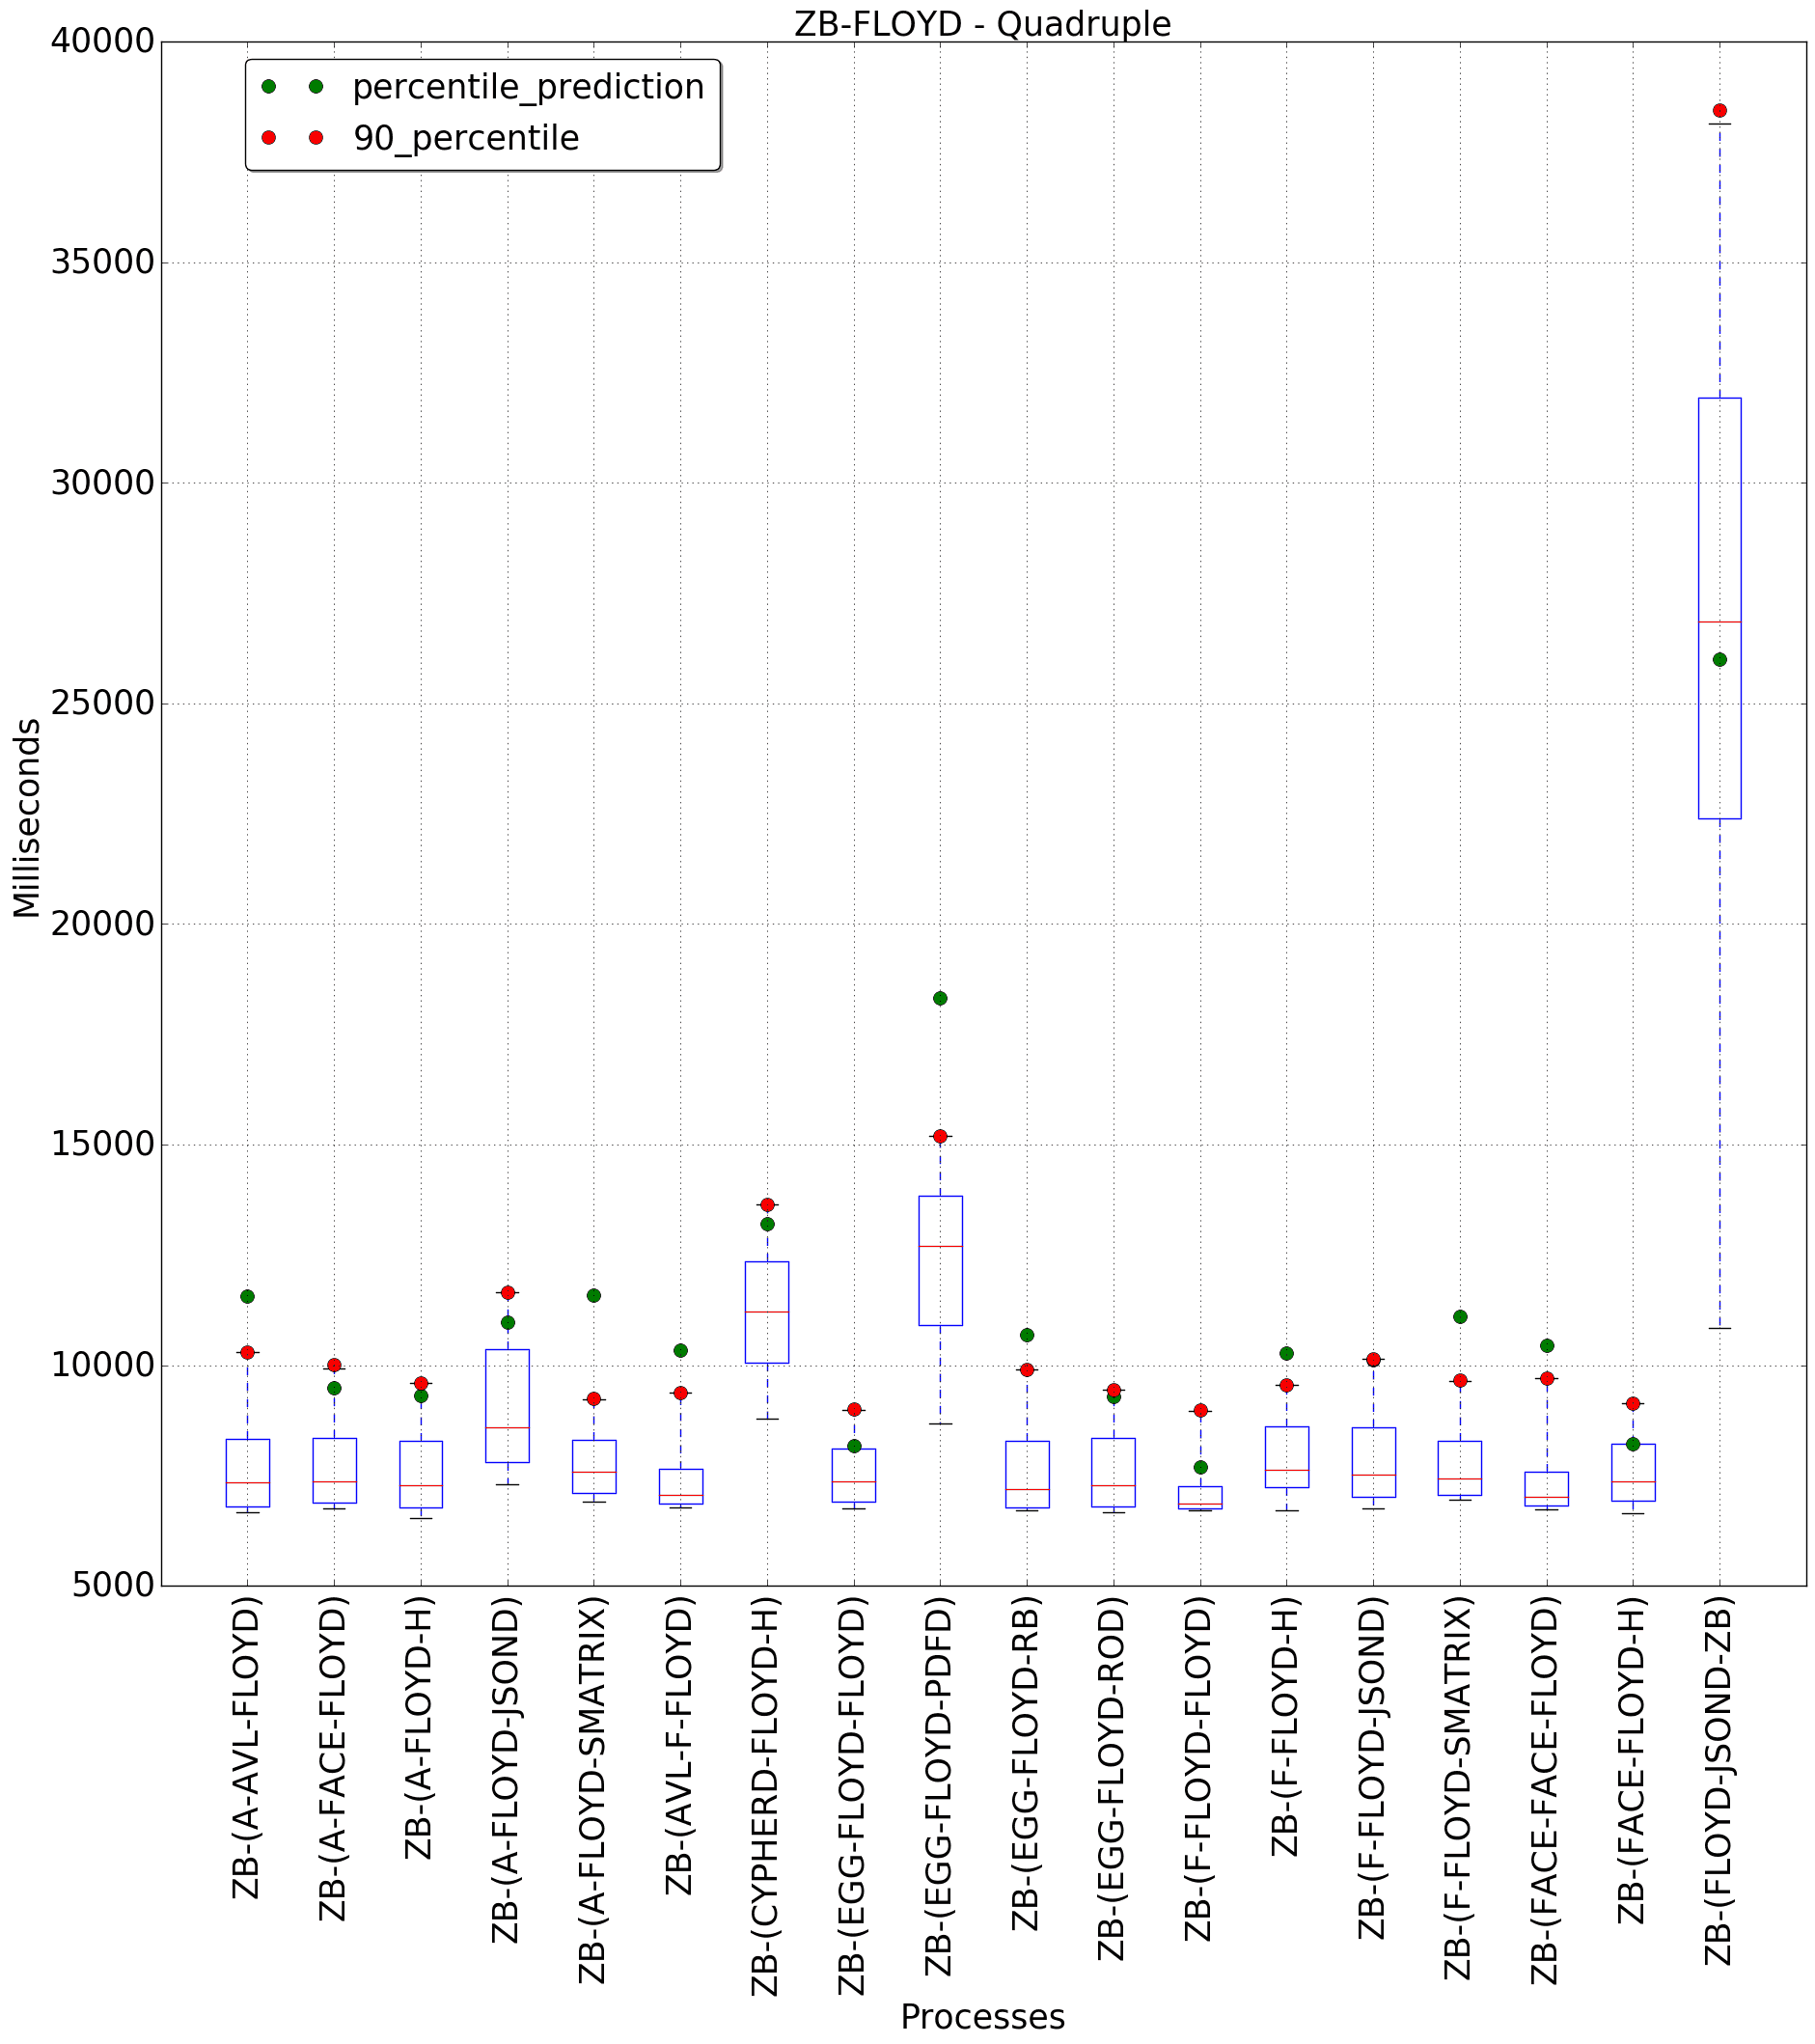 ZB-FLOYD - Quadruple
percentile_prediction
90_percentile
40000
35000
30000
25000
20000
15000
10000
5000
Milliseconds
ZB-(A-AVL-FLOYD)
ZB-(A-FACE-FLOYD)
ZB-(A-FLOYD-H)
ZB-(A-FLOYD-JSOND)
ZB-(A-FLOYD-SMATRIX)
ZB-(AVL-F-FLOYD)
ZB-(CYPHERD-FLOYD-H)
ZB-(EGG-FLOYD-FLOYD)
ZB-(EGG-FLOYD-PDFD)
ZB-(EGG-FLOYD-RB)
ZB-(EGG-FLOYD-ROD)
ZB-(F-FLOYD-FLOYD)
ZB-(F-FLOYD-H)
ZB-(F-FLOYD-JSOND)
ZB-(F-FLOYD-SMATRIX)
ZB-(FACE-FACE-FLOYD)
ZB-(FACE-FLOYD-H)
ZB-(FLOYD-JSOND-ZB)
Processes